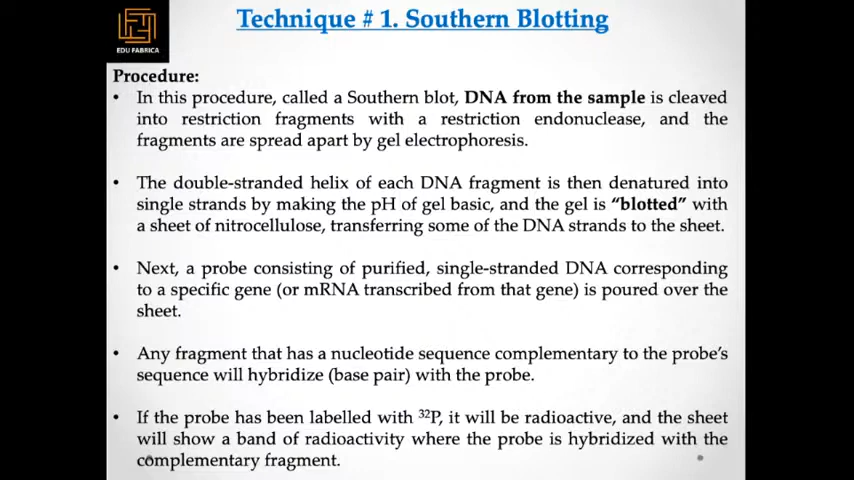 Technique # 1. Southern Blotting
EDU FABRICA
Procedure:
• In this procedure, called a Southern blot, DNA from the sample is cleaved
into restriction fragments with a restriction endonuclease, and the
fragments are spread apart by gel electrophoresis.
• The double-stranded helix of each DNA fragment is then denatured into
single strands by making the pH of gel basic, and the gel is “blotted” with
a sheet of nitrocellulose, transferring some of the DNA strands to the sheet.
• Next, a probe consisting of purified, single-stranded DNA corresponding
to a specific gene (or mRNA transcribed from that gene) is poured over the
sheet.
• Any fragment that has a nucleotide sequence complementary to the probe’s
sequence will hybridize (base pair) with the probe.
• If the probe has been labelled with ³²P, it will be radioactive, and the sheet
will show a band of radioactivity where the probe is hybridized with the
complementary fragment.